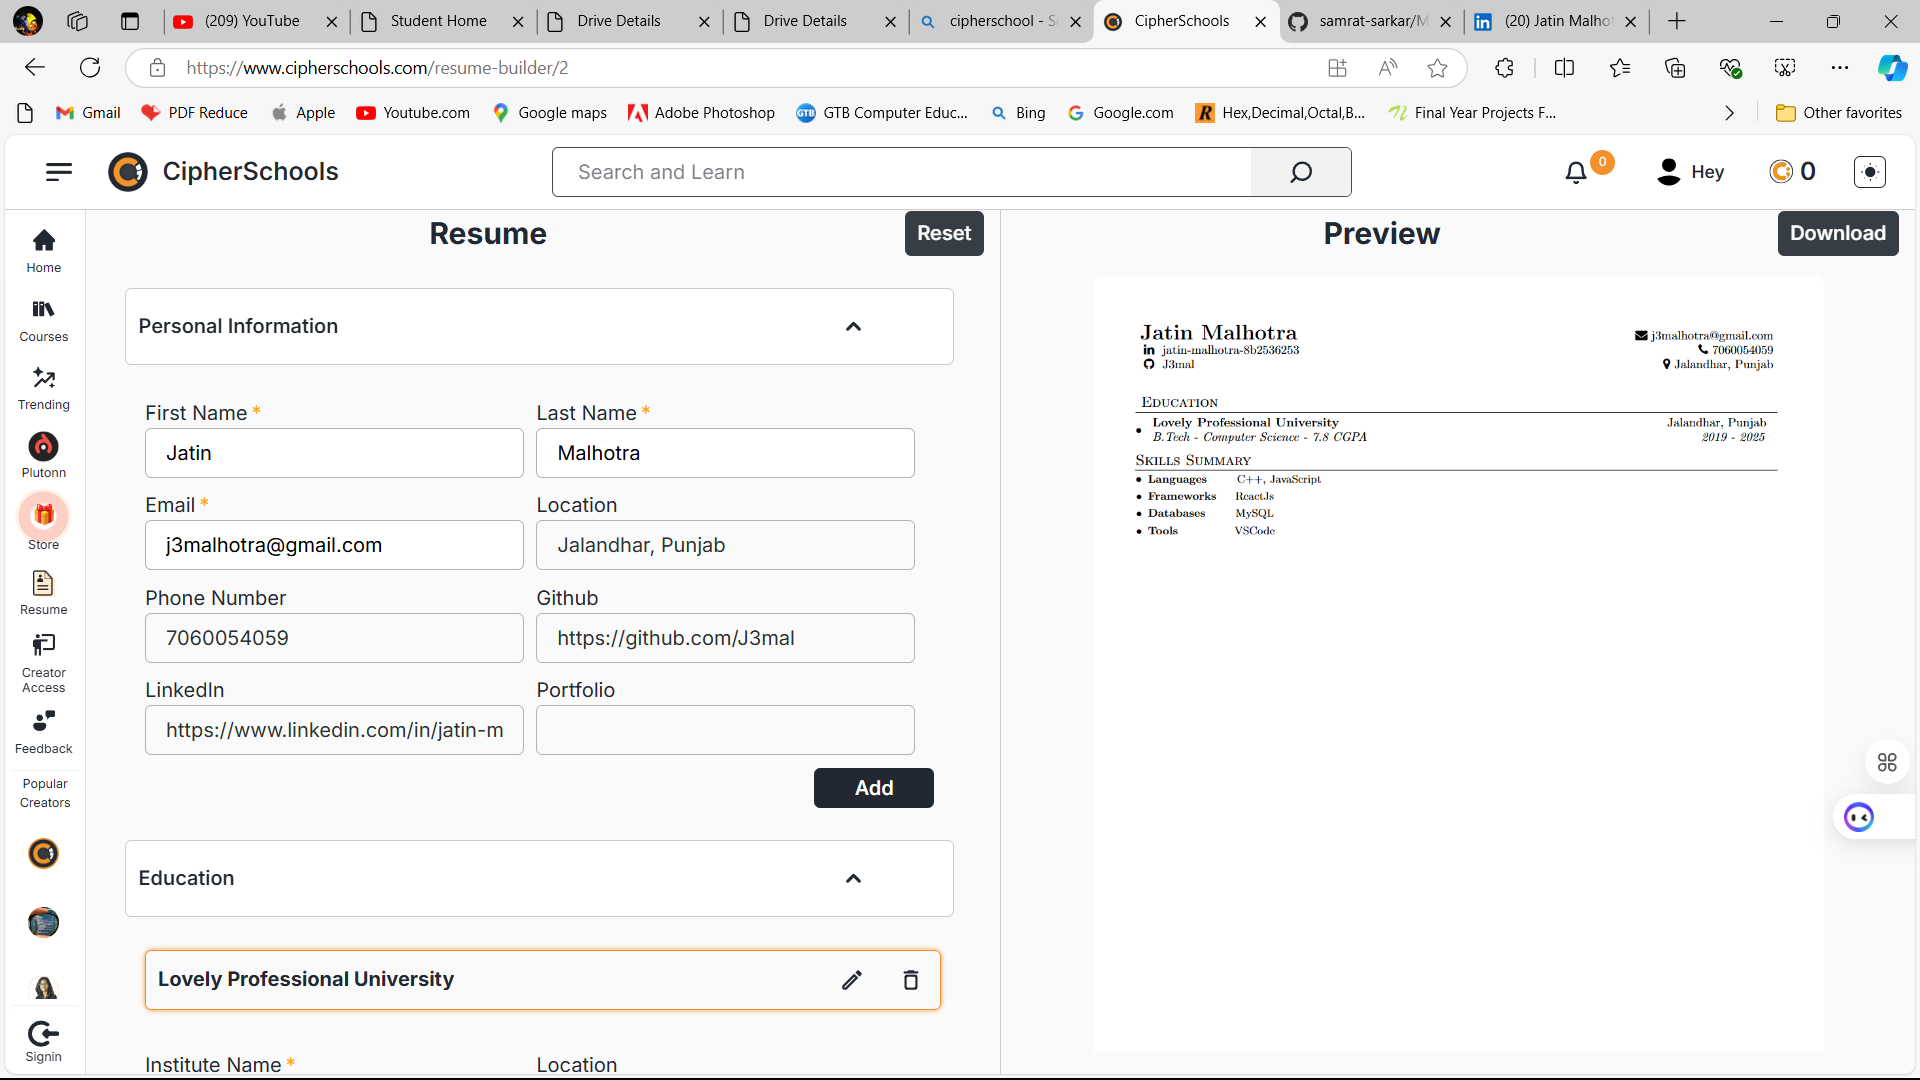 (209) YouTube
Student Home
Drive Details
Drive Details
cipherschool - S
CipherSchools
samrat-sarkar/M
(20) Jatin Malho
https://www.cipherschools.com/resume-builder/2
Gmail
PDF Reduce
Apple
Youtube.com
Google maps
Adobe Photoshop
GTB Computer Educ...
Bing
Google.com
Hex,Decimal,Octal,B...
Final Year Projects F...
Other favorites
CipherSchools
Search and Learn
0
Hey
0
Home
Courses
Trending
Plutonn
Store
Resume
Creator
Access
Feedback
Popular
Creators
Signin
Resume
Reset
Personal Information
First Name *
Last Name *
Jatin
Malhotra
Email *
Location
j3malhotra@gmail.com
Jalandhar, Punjab
Phone Number
Github
7060054059
https://github.com/J3mal
LinkedIn
Portfolio
https://www.linkedin.com/in/jatin-m
Add
Education
Lovely Professional University
Institute Name *
Location
Preview
Download
Jatin Malhotra
jatin-malhotra-8b2536253
J3mal
j3malhotra@gmail.com
7060054059
Jalandhar, Punjab
Education
Lovely Professional University
Jalandhar, Punjab
B.Tech - Computer Science - 7.8 CGPA
2019 - 2025
Skills Summary
• Languages C++, JavaScript
• Frameworks ReactJs
• Databases MySQL
• Tools VSCode